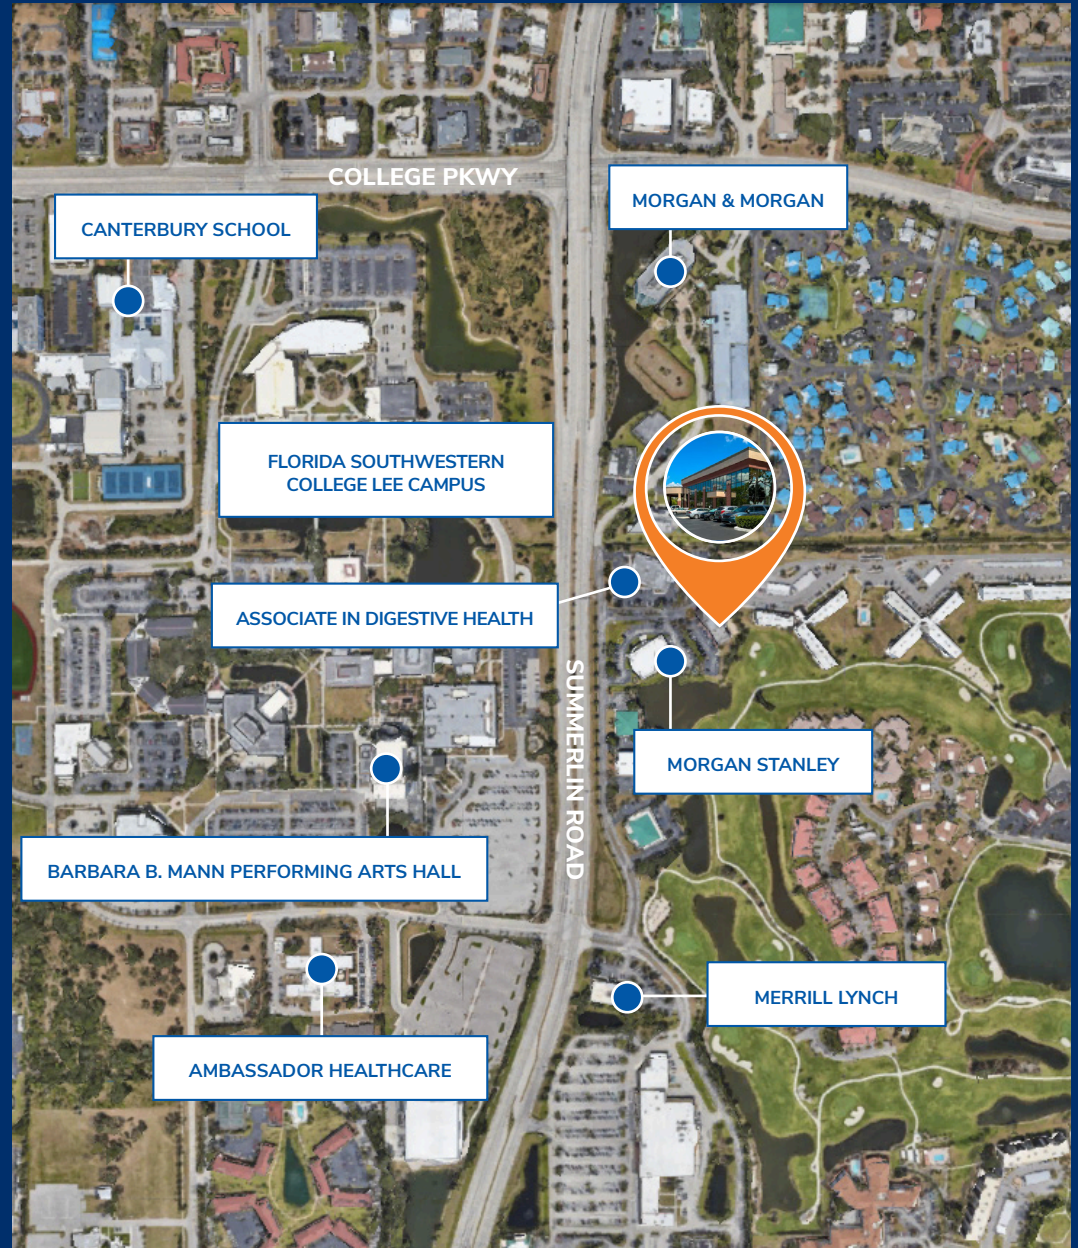 COLLEGE PKWY
MORGAN & MORGAN
CANTERBURY SCHOOL
FLORIDA SOUTHWESTERN
COLLEGE LEE CAMPUS
ASSOCIATE IN DIGESTIVE HEALTH
SUMMERLIN ROAD
MORGAN STANLEY
BARBARA B. MANN PERFORMING ARTS HALL
MERRILL LYNCH
AMBASSADOR HEALTHCARE